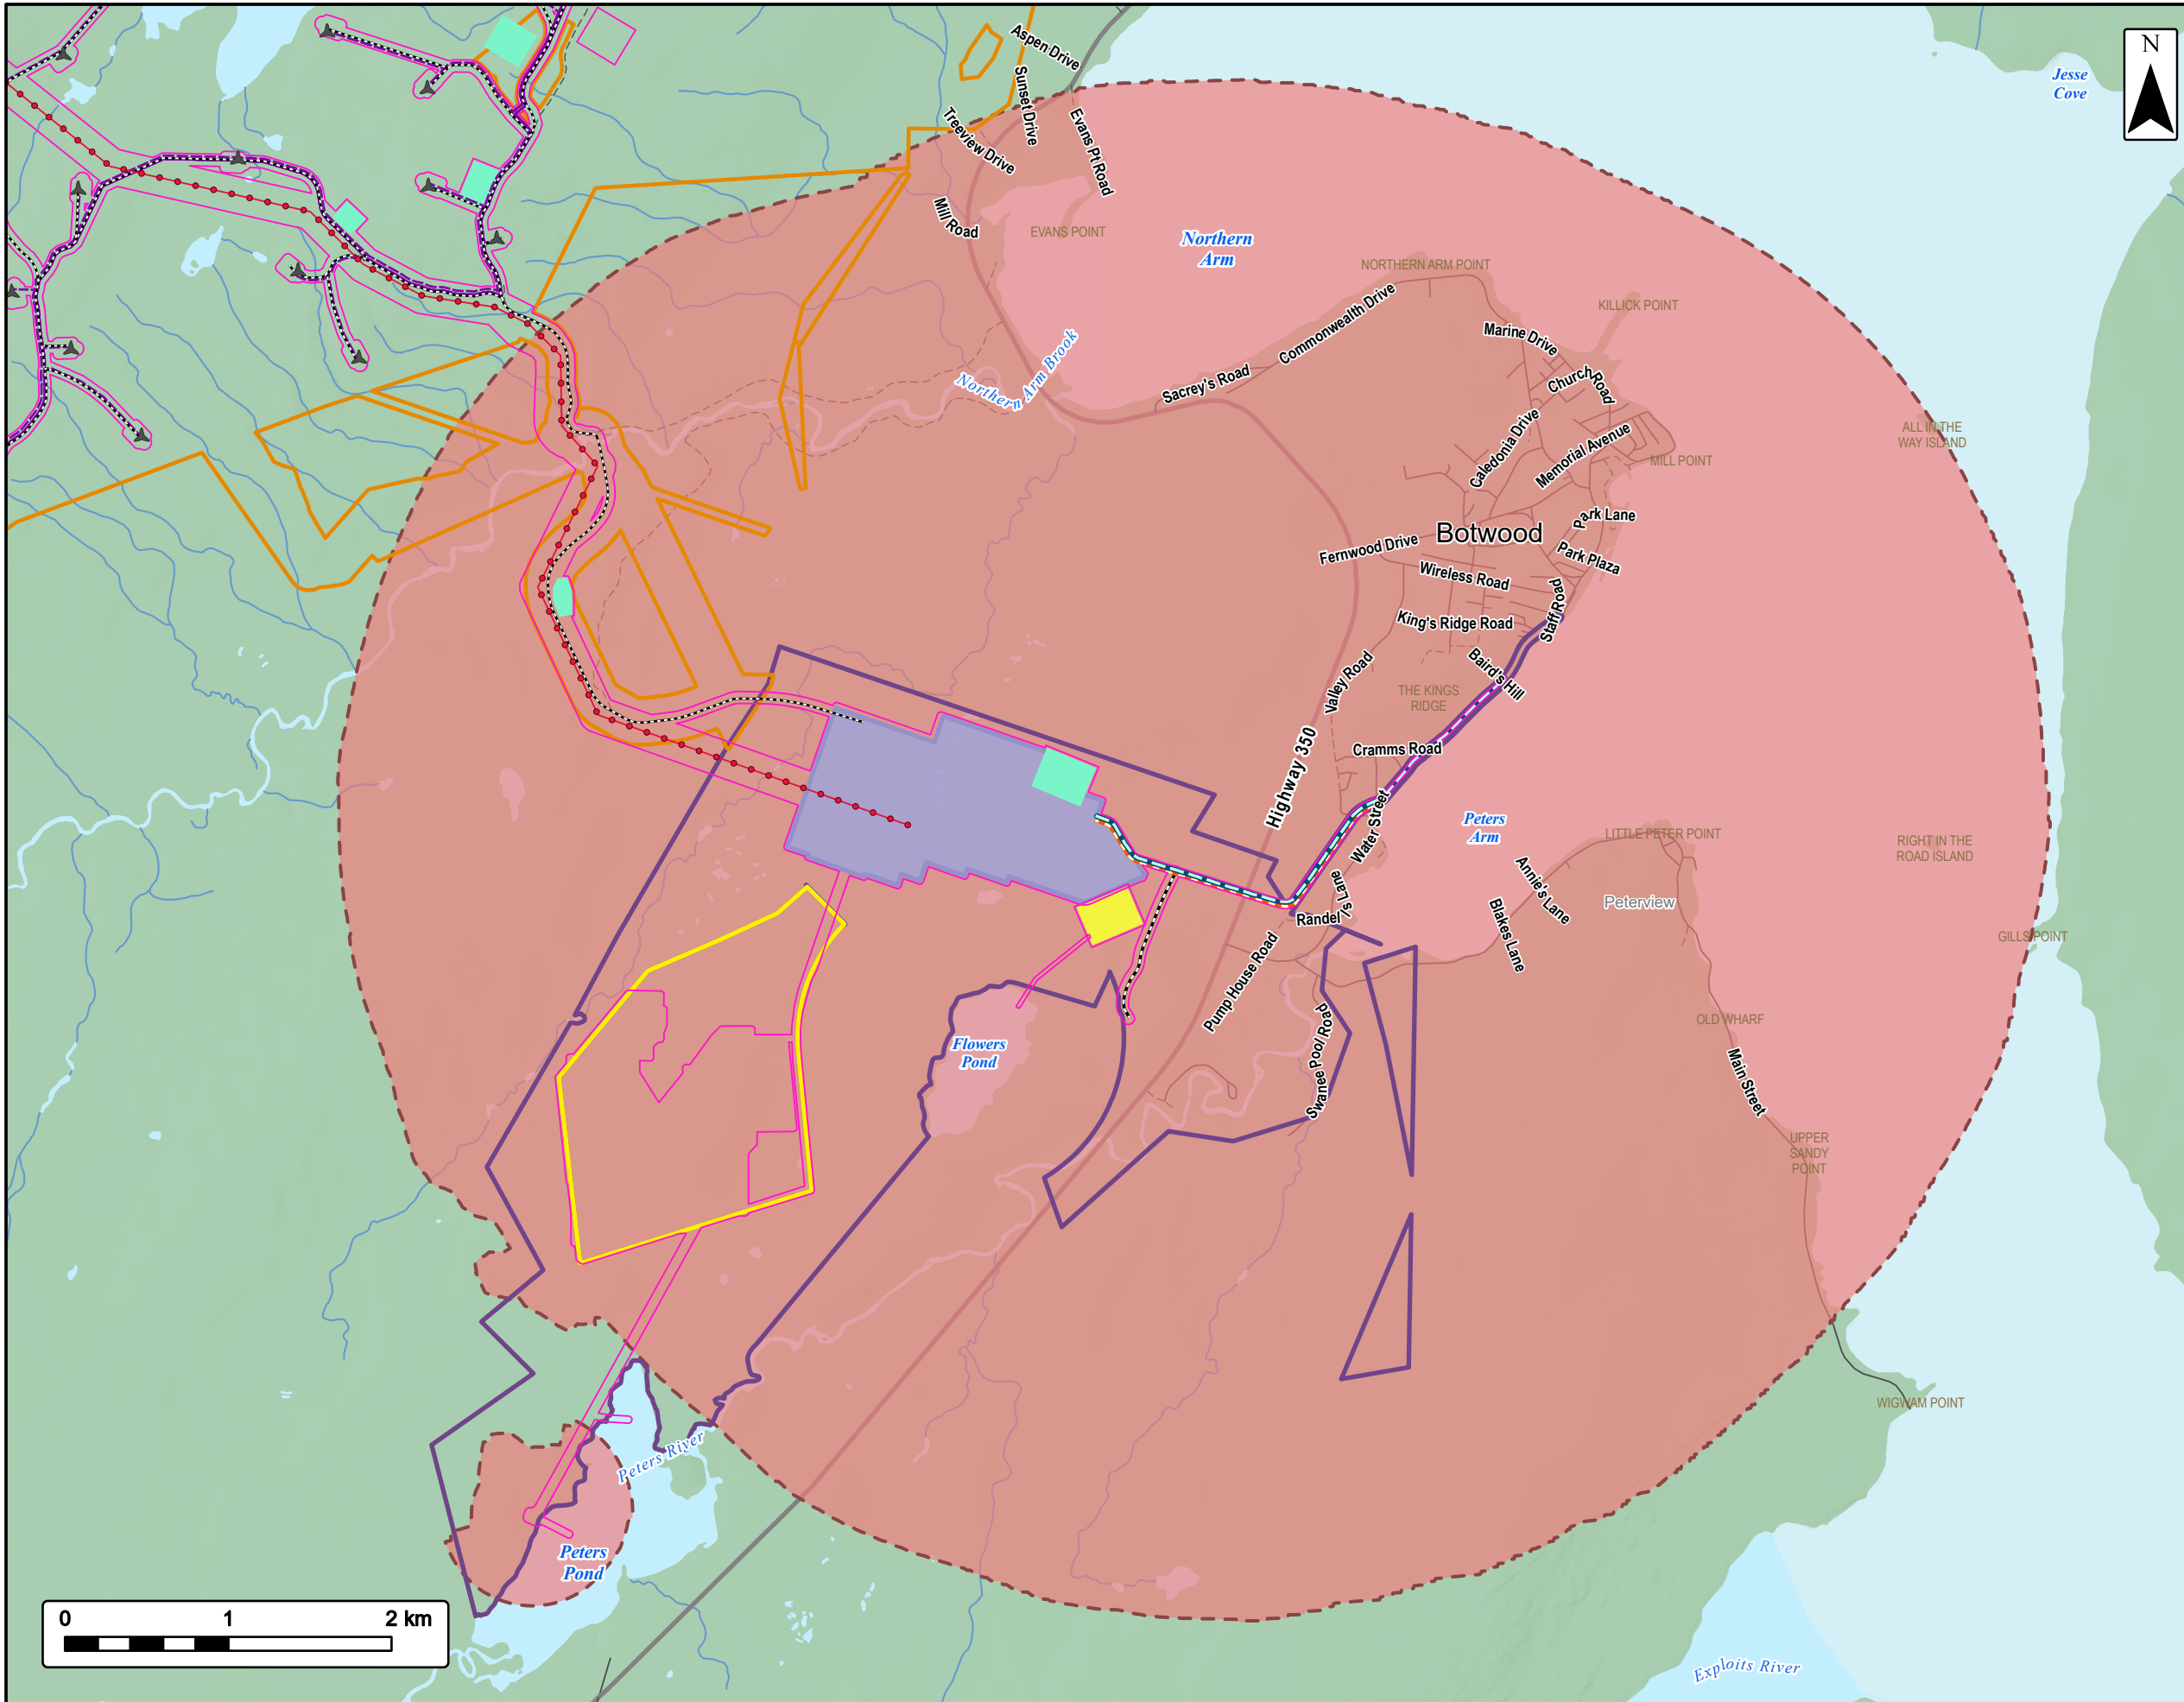 Aspen Drive
N
Jesse
Cove
Sunset Drive
Treeview Drive
Evans Pt Road
Mill Road
EVANS POINT
Northern
Arm
NORTHERN ARM POINT
KILLICK POINT
Commonwealth Drive
Marine Drive
Northern Arm Brook
Sacrey's Road
Church Road
ALL IN THE
WAY ISLAND
Caledonia Drive
Memorial Avenue
MILL POINT
Park Lane
Botwood
Fernwood Drive
Park Plaza
Wireless Road
Staff Road
King's Ridge Road
Baird's Hill
Valley Road
THE KINGS
RIDGE
Cramms Road
Highway 350
Water Street
Peters
Arm
LITTLE PETER POINT
RIGHT IN THE
ROAD ISLAND
Annie's Lane
Randel's Lane
Peterview
Blakes Lane
GILLS POINT
Pump House Road
Flowers
Pond
Swanee Pool Road
OLD WHARF
Main Street
UPPER
SANDY
POINT
WIGWAM POINT
Peters River
Peters
Pond
0 1 2 km
Exploits River